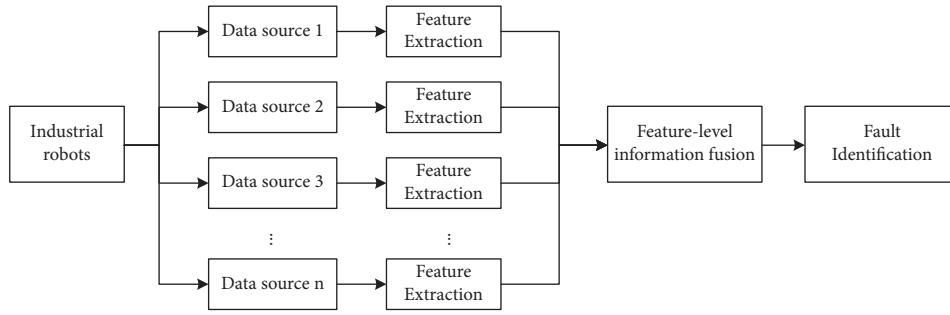 Industrial
robots
Data source 1
Feature
Extraction
Data source 2
Feature
Extraction
Data source 3
Feature
Extraction
⋮
⋮
Data source n
Feature
Extraction
Feature-level
information fusion
Fault
Identification